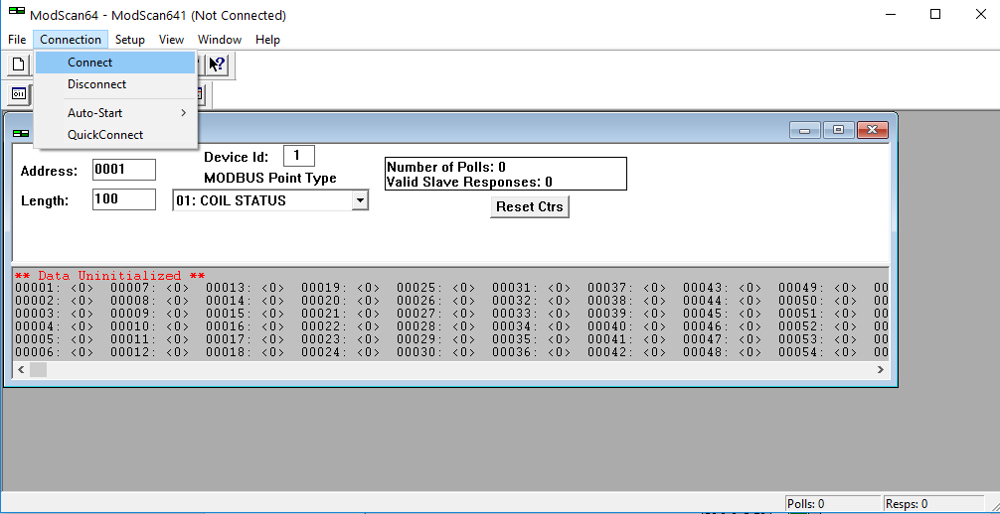 ModScan64 - ModScan641 (Not Connected)
File Connection Setup View Window Help
Connect
Disconnect
Auto-Start
QuickConnect
Address: 0001
Device Id: 1
MODBUS Point Type
Length: 100
01: COIL STATUS
Number of Polls: 0
Valid Slave Responses: 0
Reset Ctrs
** Data Uninitialized **
00001: <0> 00007: <0> 00013: <0> 00019: <0> 00025: <0> 00031: <0> 00037: <0> 00043: <0> 00049: <0> 00
00002: <0> 00008: <0> 00014: <0> 00020: <0> 00026: <0> 00032: <0> 00038: <0> 00044: <0> 00050: <0> 00
00003: <0> 00009: <0> 00015: <0> 00021: <0> 00027: <0> 00033: <0> 00039: <0> 00045: <0> 00051: <0> 00
00004: <0> 00010: <0> 00016: <0> 00022: <0> 00028: <0> 00034: <0> 00040: <0> 00046: <0> 00052: <0> 00
00005: <0> 00011: <0> 00017: <0> 00023: <0> 00029: <0> 00035: <0> 00041: <0> 00047: <0> 00053: <0> 00
00006: <0> 00012: <0> 00018: <0> 00024: <0> 00030: <0> 00036: <0> 00042: <0> 00048: <0> 00054: <0> 00
Polls: 0 Resps: 0